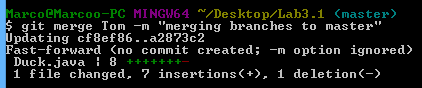 Marco@Marcoo-PC MINGW64 ~/Desktop/Lab3.1 (master)
$ git merge Tom -m "merging branches to master"
Updating cf8ef86..a2873c2
Fast-forward (no commit created; -m option ignored)
 Duck.java | 8 +++++++-
 1 file changed, 7 insertions(+), 1 deletion(-)